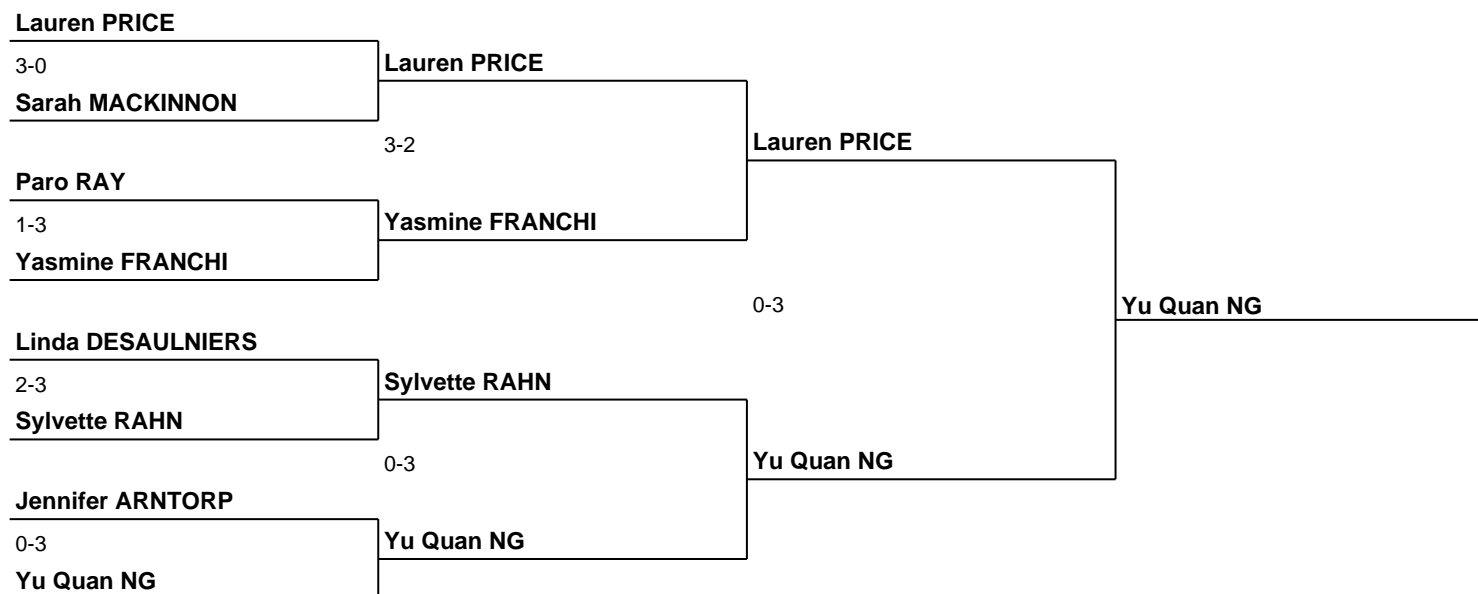 Lauren PRICE
3-0
Lauren PRICE
Sarah MACKINNON
3-2
Lauren PRICE
Paro RAY
1-3
Yasmine FRANCHI
Yasmine FRANCHI
0-3
Yu Quan NG
Linda DESAULNIERS
2-3
Sylvette RAHN
Sylvette RAHN
0-3
Yu Quan NG
Jennifer ARNTORP
0-3
Yu Quan NG
Yu Quan NG